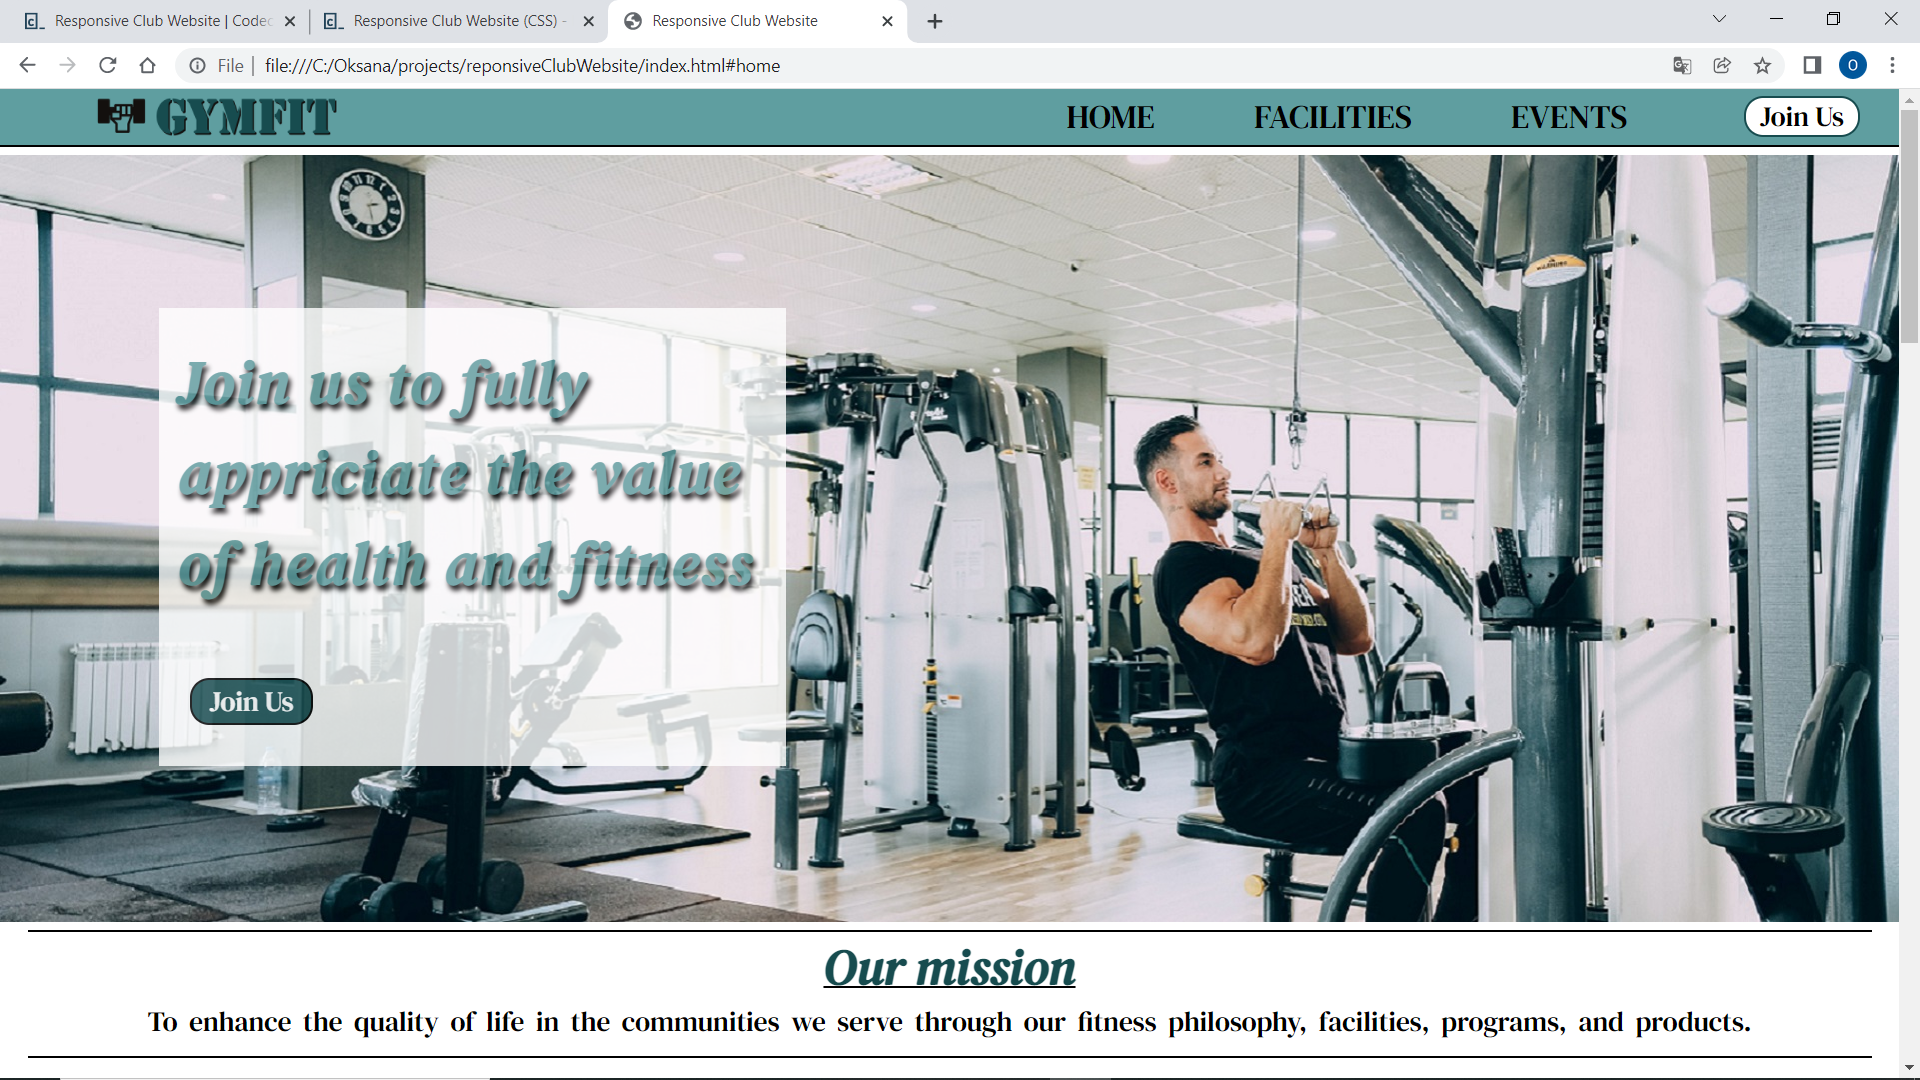 Responsive Club Website | Codec
Responsive Club Website (CSS) -
Responsive Club Website
File | file:///C:/Oksana/projects/reponsiveClubWebsite/index.html#home
O
GYMFIT HOME FACILITIES EVENTS Join Us
Join us to fully
appriciate the value
of health and fitness
Join Us
Our mission
To enhance the quality of life in the communities we serve through our fitness philosophy, facilities, programs, and products.